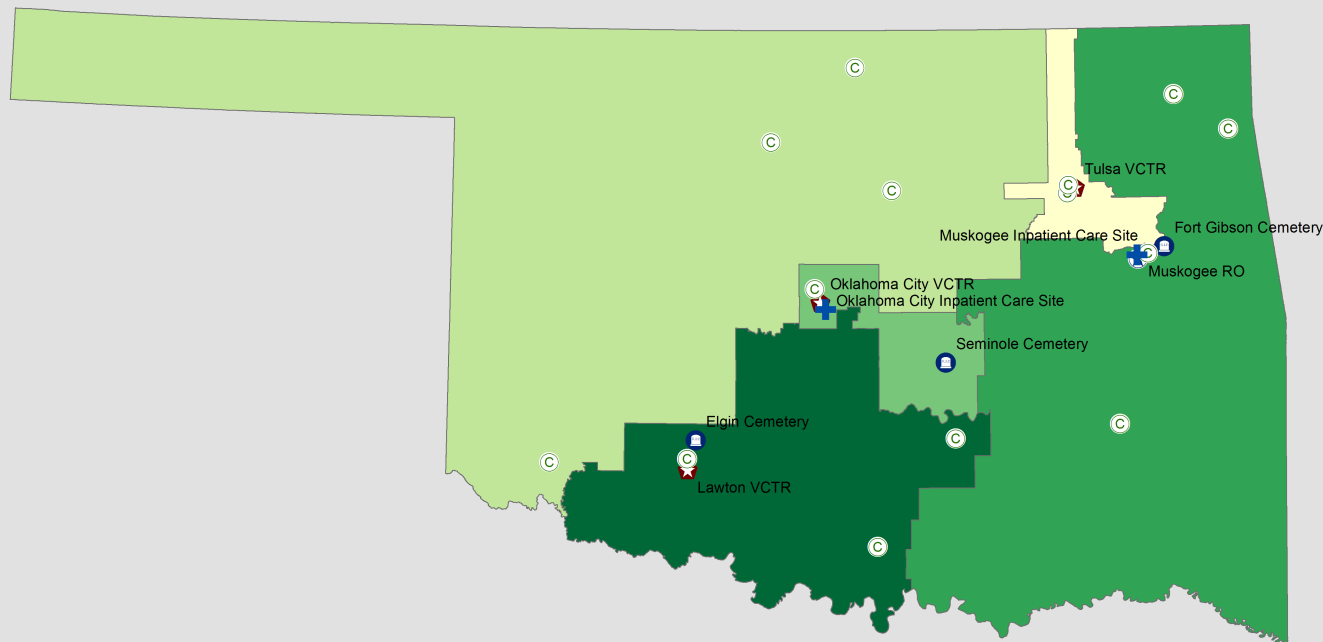 C
C
C
C
C
Tulsa VCTR
C
C
Fort Gibson Cemetery
Muskogee Inpatient Care Site
C
Muskogee RO
Oklahoma City VCTR
C
Oklahoma City Inpatient Care Site
Seminole Cemetery
Elgin Cemetery
C
C
C
C
Lawton VCTR
C